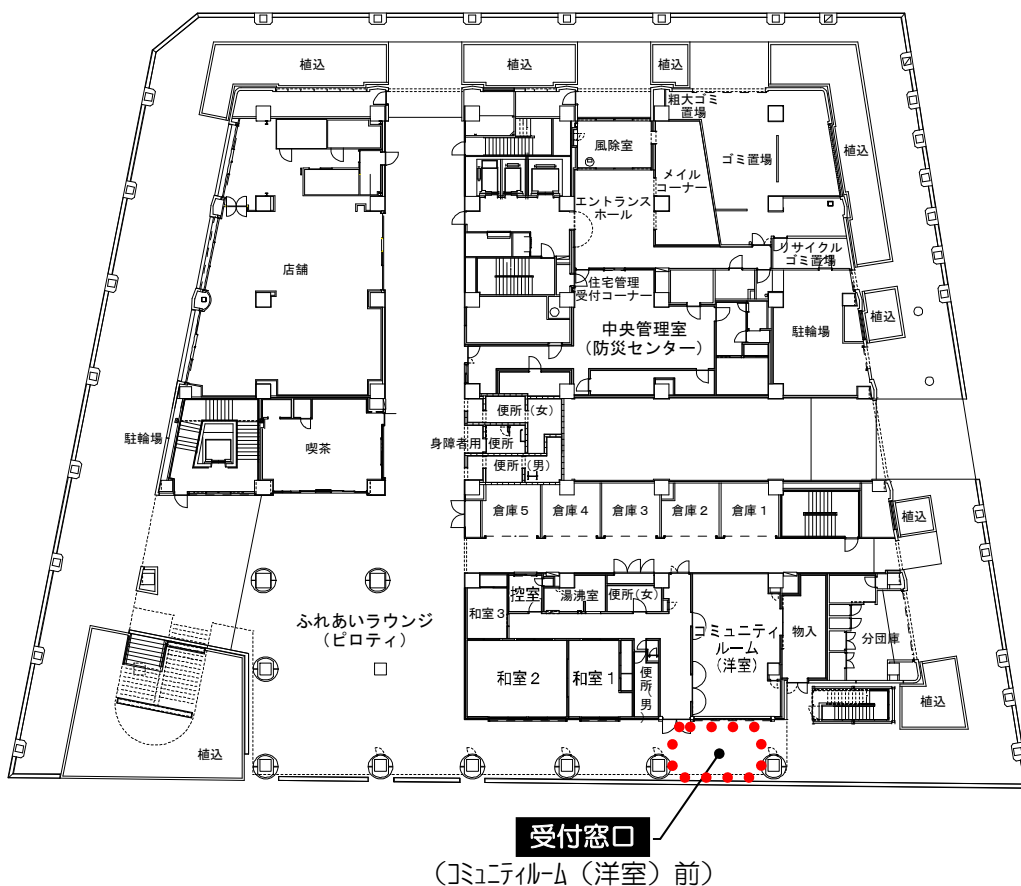 植込
植込
植込
粗大ゴミ
置場
風除室
ゴミ置場
植込
メイル
コーナー
エントランス
ホール
リサイクル
ゴミ置場
店舗
住宅管理
受付コーナー
植込
中央管理室
(防災センター)
駐輪場
便所(女)
駐輪場
喫茶
身障者用便所
便所(男)
倉庫5
倉庫4
倉庫3
倉庫2
倉庫1
植込
控室
湯沸室
便所(女)
和室3
ふれあいラウンジ
(ピロティ)
コミュニティ
ルーム
(洋室)
物入
分団庫
和室2
和室1
便所(男)
植込
植込
受付窓口
(コミュニティルーム(洋室)前)